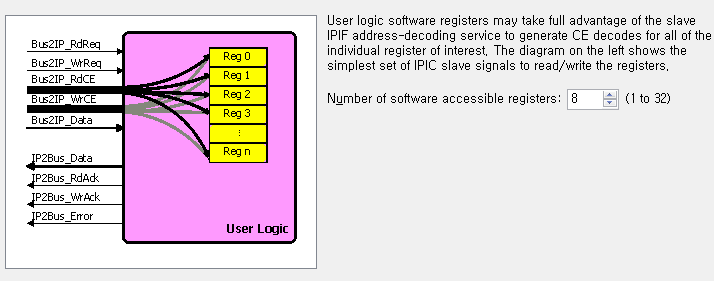 Bus2IP_RdReq
Bus2IP_WrReq
Bus2IP_RdCE
Bus2IP_WrCE
Bus2IP_Data
IP2Bus_Data
IP2Bus_RdAck
IP2Bus_WrAck
IP2Bus_Error
Reg 0
Reg 1
Reg 2
Reg 3
⋮
Reg n
User Logic
User logic software registers may take full advantage of the slave
IPIF address-decoding service to generate CE decodes for all of the
individual register of interest, The diagram on the left shows the
simplest set of IPIC slave signals to read/write the registers,
Number of software accessible registers: 8 (1 to 32)